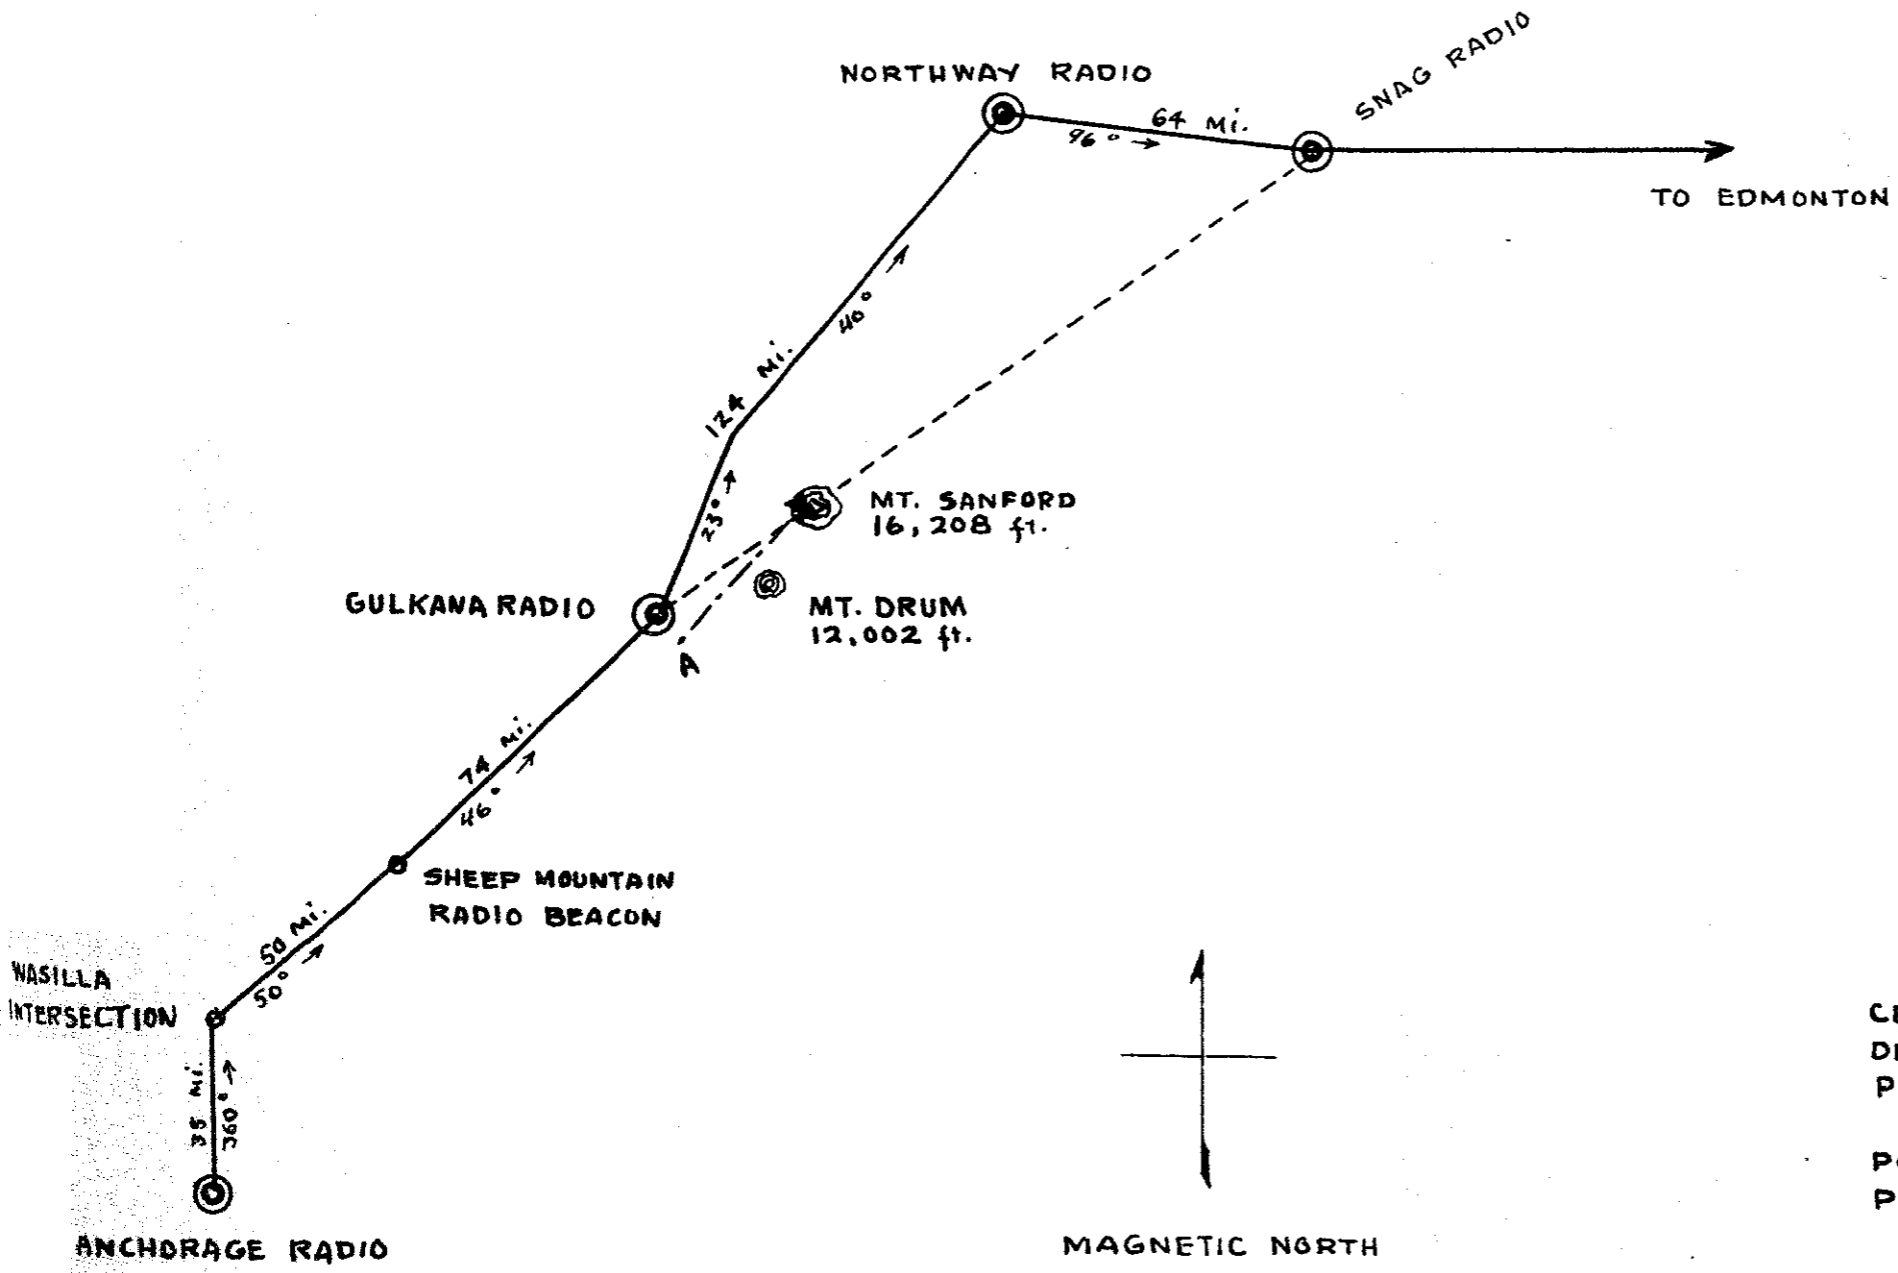 NORTHWAY RADIO
SNAG RADIO
64 Mi.
96° →
TO EDMONTON
40° →
124 Mi.
23° →
MT. SANFORD
16,208 ft.
GULKANA RADIO
MT. DRUM
12,002 ft.
A
74 Mi.
46° →
SHEEP MOUNTAIN
RADIO BEACON
50 Mi.
50° →
WASILLA
INTERSECTION
35 Mi.
360° →
ANCHORAGE RADIO
MAGNETIC NORTH
P
P